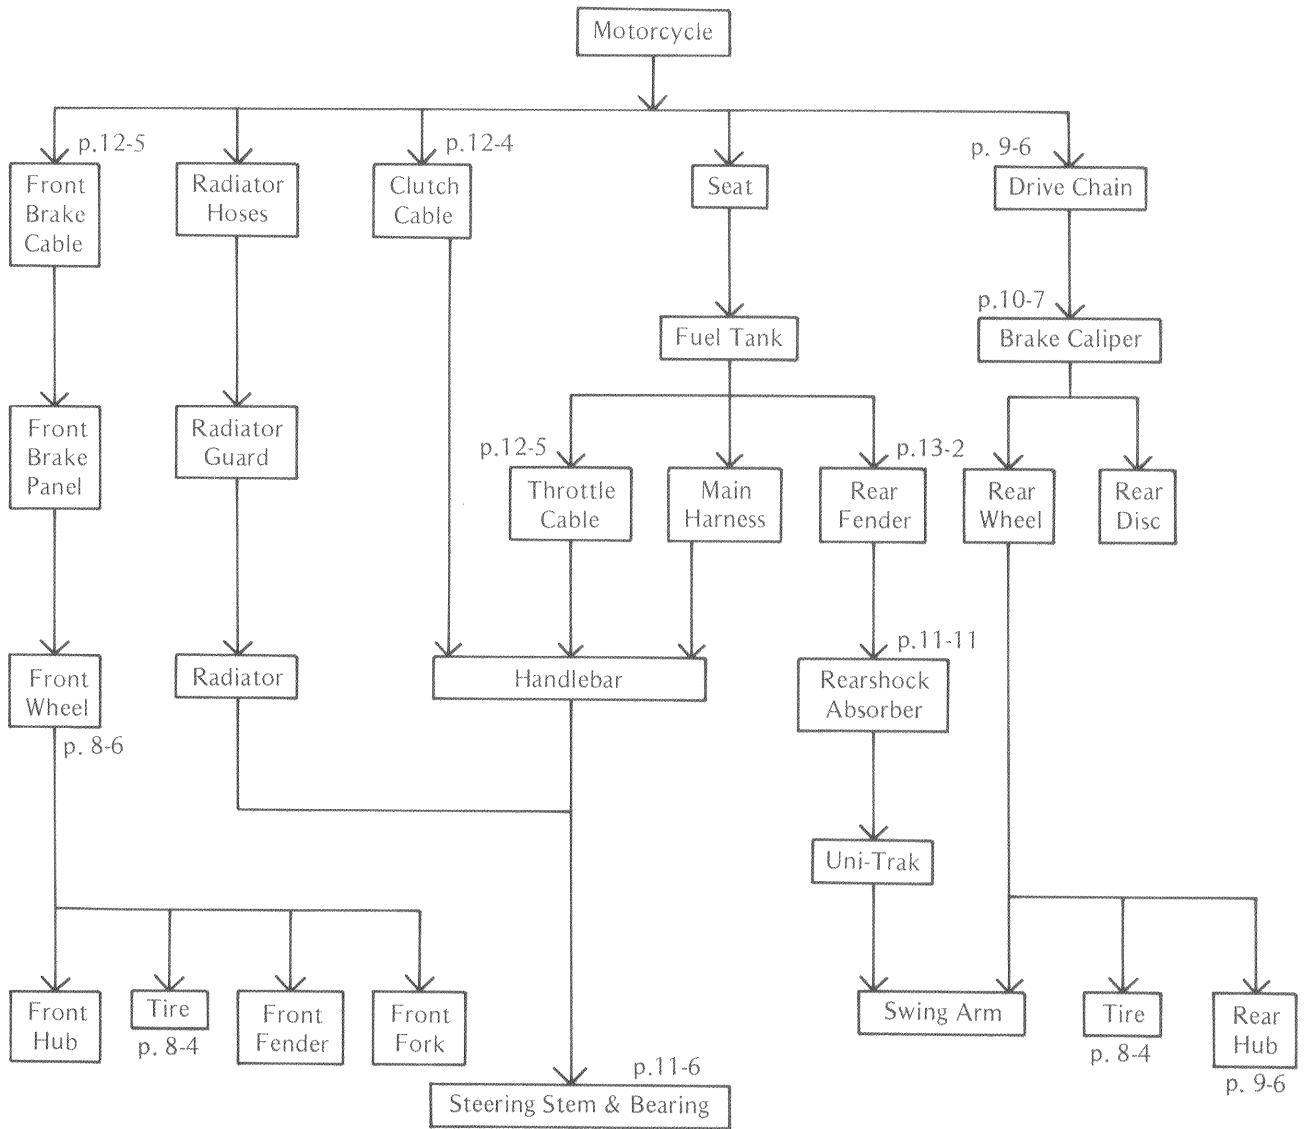 Motorcycle
p.12-5
p.12-4
p. 9-6
Front
Brake
Cable
Radiator
Hoses
Clutch
Cable
Seat
Drive Chain
p.10-7
Fuel Tank
Brake Caliper
Front
Brake
Panel
Radiator
Guard
p.12-5
Throttle
Cable
Main
Harness
p.13-2
Rear
Fender
Rear
Wheel
Rear
Disc
Front
Wheel
p. 8-6
Radiator
Handlebar
p.11-11
Rearshock
Absorber
Uni-Trak
Front
Hub
Tire
p. 8-4
Front
Fender
Front
Fork
Swing Arm
Tire
p. 8-4
Rear
Hub
p. 9-6
p.11-6
Steering Stem & Bearing